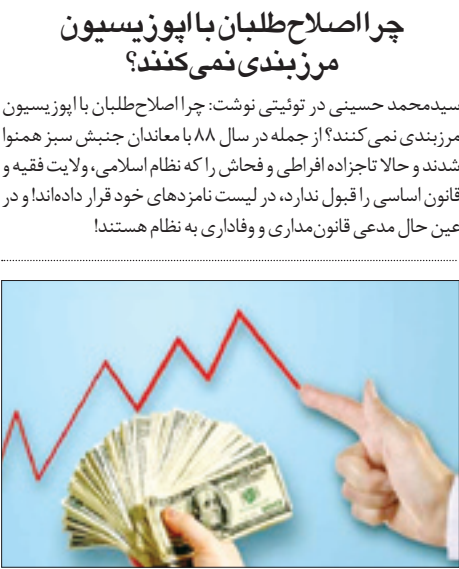 چرا اصلاح‌طلبان با اپوزیسیون
مرزبندی نمی‌کنند؟
سیدمحمد حسینی در توئیتی نوشت: چرا اصلاح‌طلبان با اپوزیسیون
مرزبندی نمی‌کنند؟ از جمله در سال ۸۸ با معاندان جنبش سبز همنوا
شدند و حالا تاجزاده افراطی و فحاش را که نظام اسلامی، ولایت فقیه و
قانون اساسی را قبول ندارد، در لیست نامزدهای خود قرار داده‌اند! و در
عین حال مدعی قانون‌مداری و وفاداری به نظام هستند!